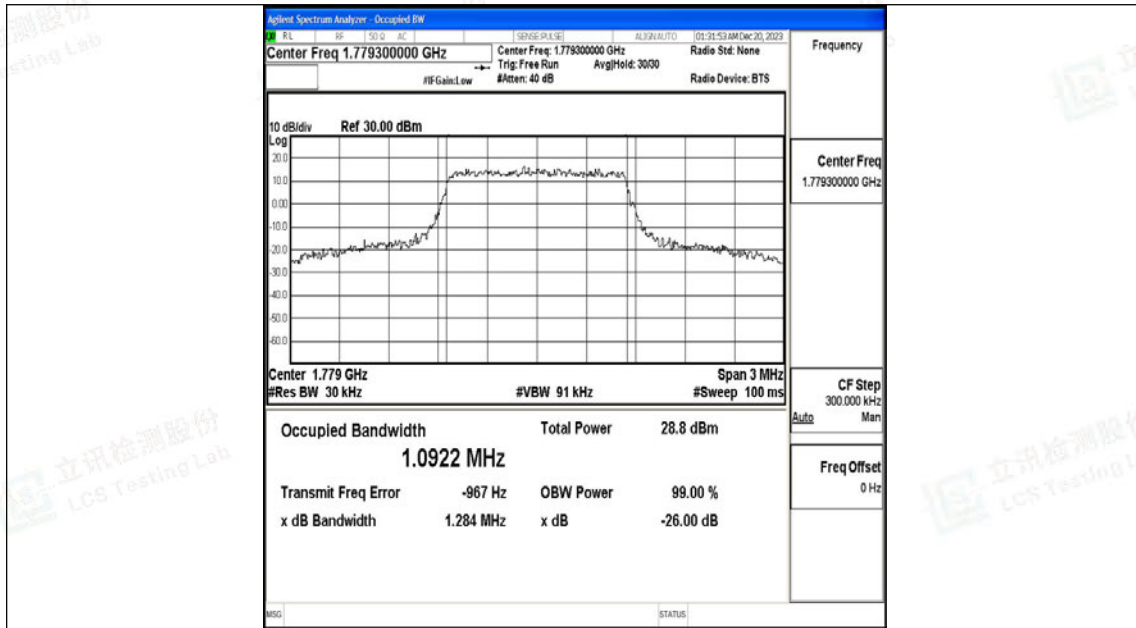 Agilent Spectrum Analyzer - Occupied BW
RL RF 50 Ω AC SENSE:PULSE ALIGN AUTO 01:31:53 AM Dec 20, 2023
Center Freq 1.779300000 GHz
Center Freq: 1.779300000 GHz
Radio Std: None
Trig: Free Run Avg|Hold: 30/30
#IFGain:Low
#Atten: 40 dB
Radio Device: BTS
10 dB/div Ref 30.00 dBm
Log
20.0
10.0
0.00
-10.0
-20.0
-30.0
-40.0
-50.0
-60.0
Center 1.779 GHz Span 3 MHz
#Res BW 30 kHz #VBW 91 kHz #Sweep 100 ms
Occupied Bandwidth Total Power 28.8 dBm
1.0922 MHz
Transmit Freq Error -967 Hz OBW Power 99.00 %
x dB Bandwidth 1.284 MHz x dB -26.00 dB
MSG STATUS
Frequency
Center Freq
1.779300000 GHz
CF Step
300.000 kHz
Auto Man
Freq Offset
0 Hz
立讯检测股份
LCS Testing Lab
立讯检测股份
LCS Testing L